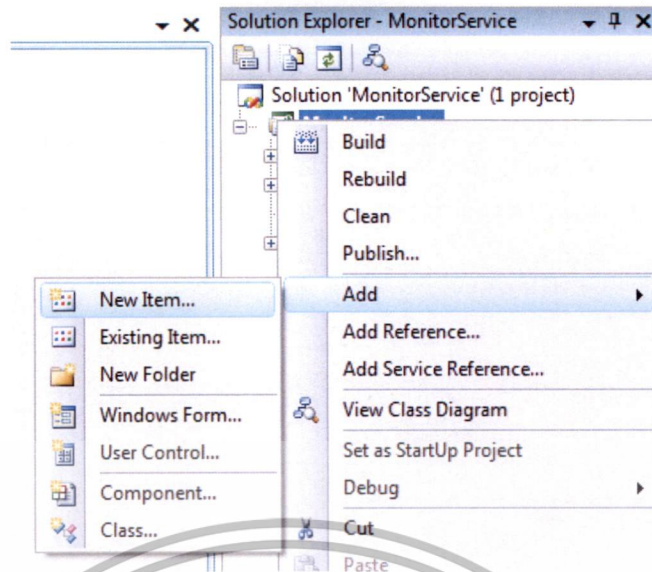 Solution Explorer - MonitorService
Solution 'MonitorService' (1 project)
Build
Rebuild
Clean
Publish...
Add
Add Reference...
Add Service Reference...
View Class Diagram
Set as StartUp Project
Debug
Cut
Paste
New Item...
Existing Item...
New Folder
Windows Form...
User Control...
Component...
Class...